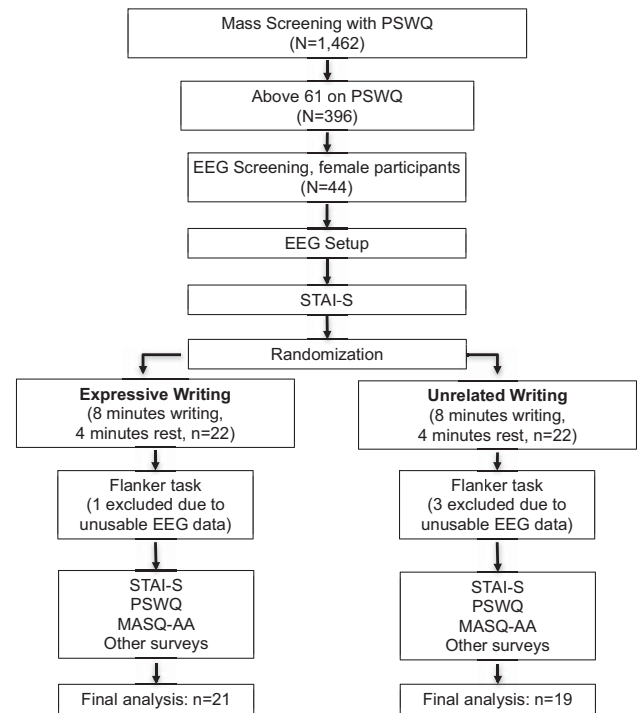 Mass Screening with PSWQ
(N=1,462)
Above 61 on PSWQ
(N=396)
EEG Screening, female participants
(N=44)
EEG Setup
STAI-S
Randomization
Expressive Writing
(8 minutes writing,
4 minutes rest, n=22)
Unrelated Writing
(8 minutes writing,
4 minutes rest, n=22)
Flanker task
(1 excluded due to
unusable EEG data)
Flanker task
(3 excluded due to
unusable EEG data)
STAI-S
PSWQ
MASQ-AA
Other surveys
STAI-S
PSWQ
MASQ-AA
Other surveys
Final analysis: n=21
Final analysis: n=19